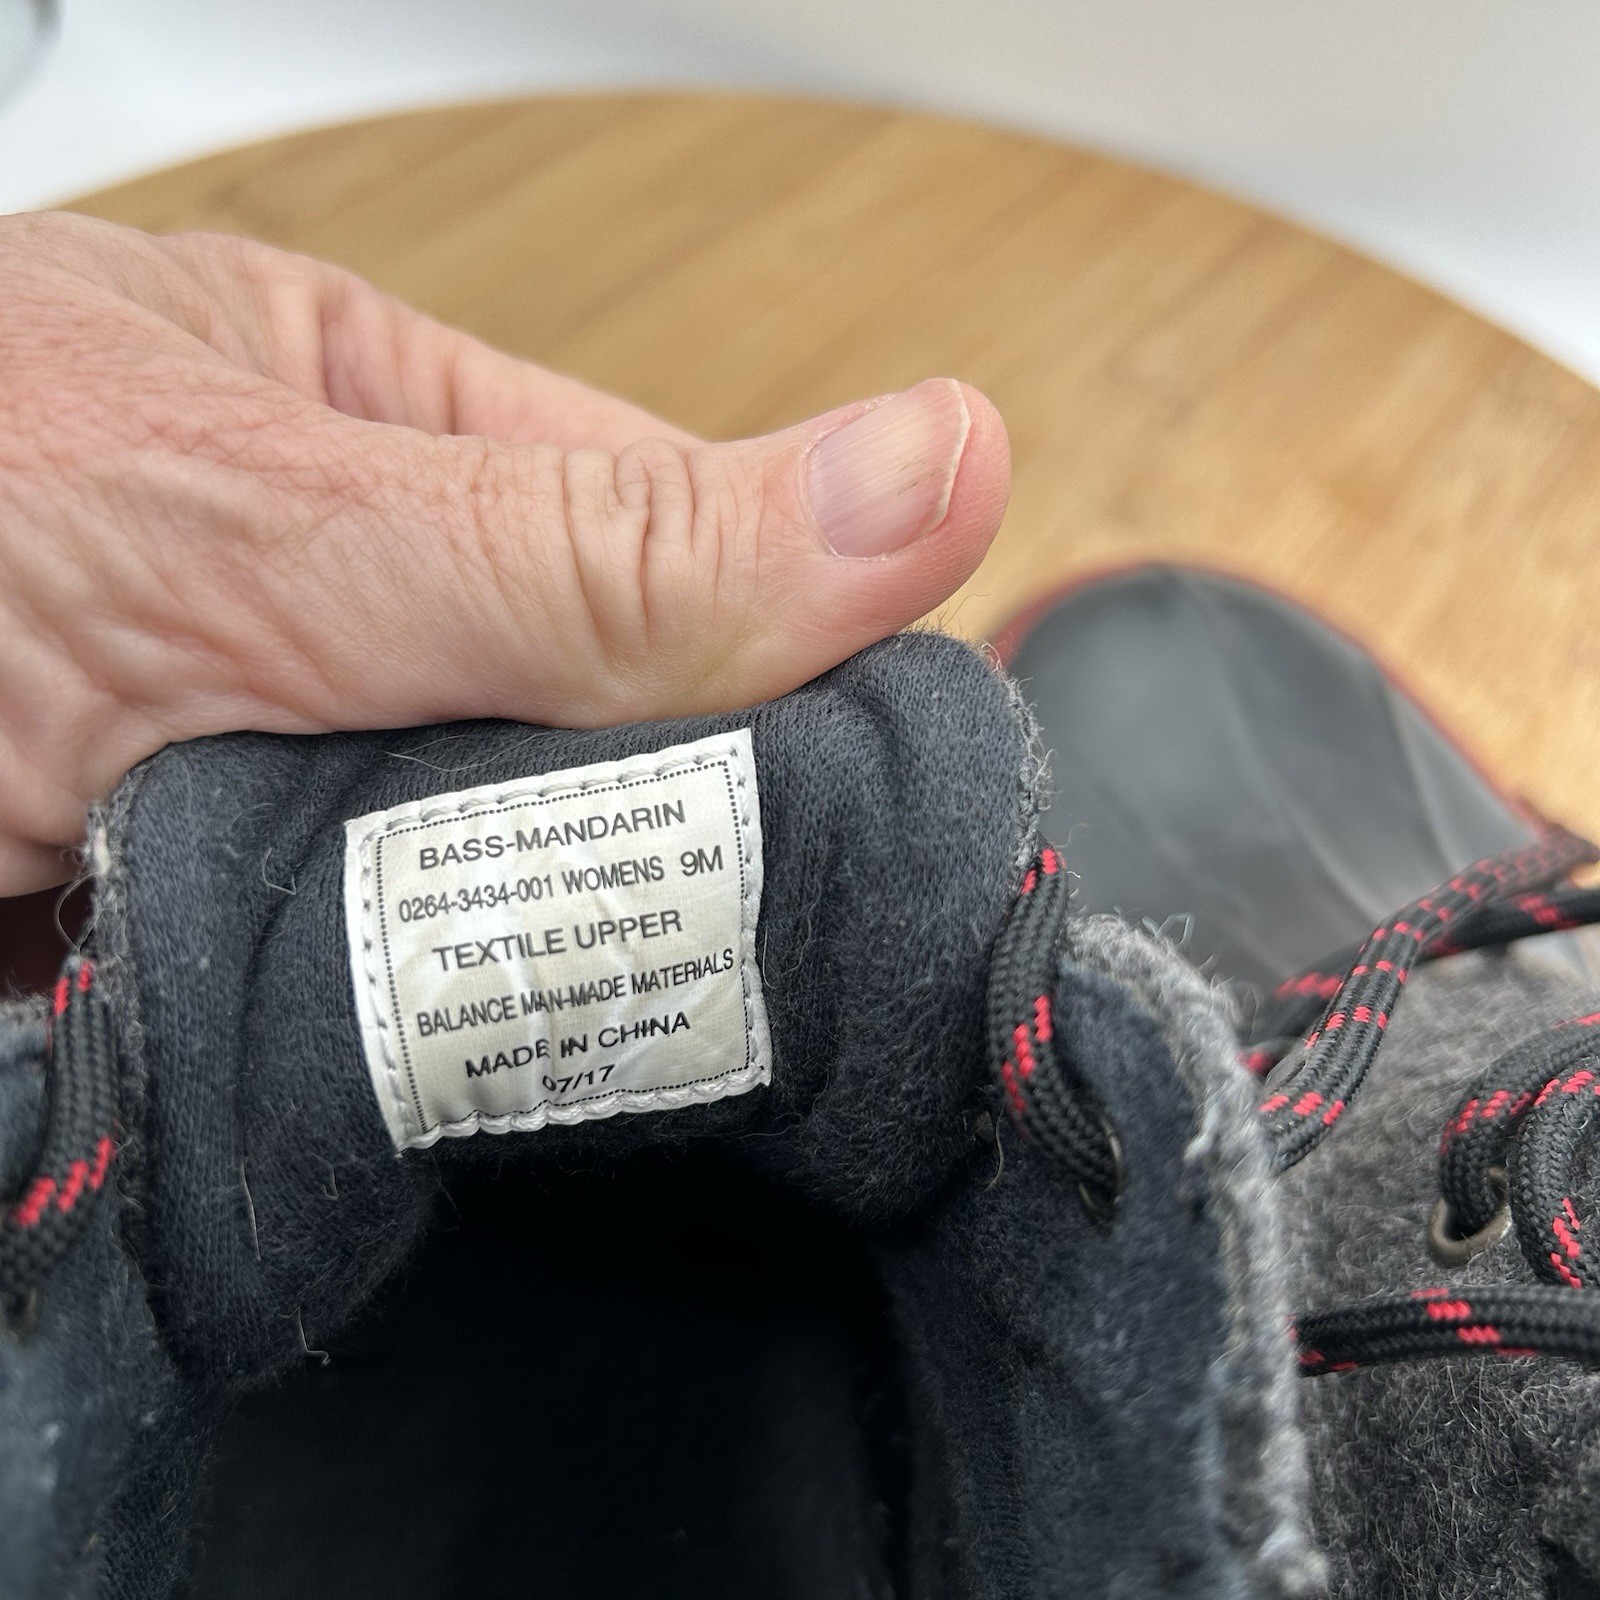 BASS-MANDARIN
0264-3434-001 WOMENS 9M
TEXTILE UPPER
BALANCE MAN-MADE MATERIALS
MADE IN CHINA
07/17